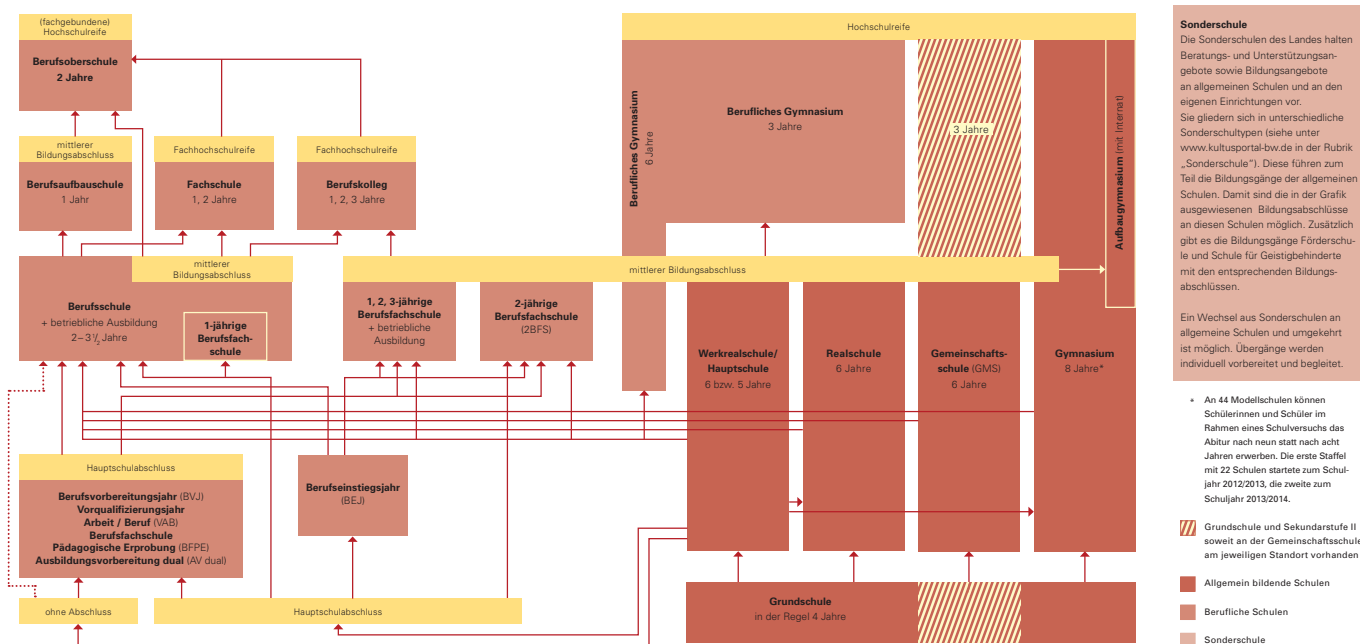 (fachgebundene)
Hochschulreife
Berufsoberschule
2 Jahre
mittlerer
Bildungsabschluss
Berufsaufbauschule
1 Jahr
Fachhochschulreife
Fachschule
1, 2 Jahre
Fachhochschulreife
Berufskolleg
1, 2, 3 Jahre
Hochschulreife
Berufliches Gymnasium
6 Jahre
Berufliches Gymnasium
3 Jahre
3 Jahre
Aufbaugymnasium (mit Internat)
mittlerer
Bildungsabschluss
Berufsschule
+ betriebliche Ausbildung
2–3 1/2 Jahre
1-jährige
Berufsfach-
schule
mittlerer Bildungsabschluss
1, 2, 3-jährige
Berufsfachschule
+ betriebliche
Ausbildung
2-jährige
Berufsfachschule
(2BFS)
Werkrealschule/
Hauptschule
6 bzw. 5 Jahre
Realschule
6 Jahre
Gemeinschafts-
schule (GMS)
6 Jahre
Gymnasium
8 Jahre*
Hauptschulabschluss
Berufsvorbereitungsjahr (BVJ)
Vorqualifizierungsjahr
Arbeit / Beruf (VAB)
Berufsfachschule
Pädagogische Erprobung (BFPE)
Ausbildungsvorbereitung dual (AV dual)
Berufseinstiegsjahr
(BEJ)
ohne Abschluss
Hauptschulabschluss
Grundschule
in der Regel 4 Jahre
Sonderschule
Die Sonderschulen des Landes halten
Beratungs- und Unterstützungsan-
gebote sowie Bildungsangebote
an allgemeinen Schulen und an den
eigenen Einrichtungen vor.
Sie gliedern sich in unterschiedliche
Sonderschultypen (siehe unter
www.kultusportal-bw.de in der Rubrik
„Sonderschule“). Diese führen zum
Teil die Bildungsgänge der allgemeinen
Schulen. Damit sind die in der Grafik
ausgewiesenen Bildungsabschlüsse
an diesen Schulen möglich. Zusätzlich
gibt es die Bildungsgänge Förderschu-
le und Schule für Geistigbehinderte
mit den entsprechenden Bildungs-
abschlüssen.
Ein Wechsel aus Sonderschulen an
allgemeine Schulen und umgekehrt
ist möglich. Übergänge werden
individuell vorbereitet und begleitet.
* An 44 Modellschulen können
Schülerinnen und Schüler im
Rahmen eines Schulversuchs das
Abitur nach neun statt nach acht
Jahren erwerben. Die erste Staffel
mit 22 Schulen startete zum Schul-
jahr 2012/2013, die zweite zum
Schuljahr 2013/2014.
Grundschule und Sekundarstufe II
soweit an der Gemeinschaftsschule
am jeweiligen Standort vorhanden
Allgemein bildende Schulen
Berufliche Schulen
Sonderschule